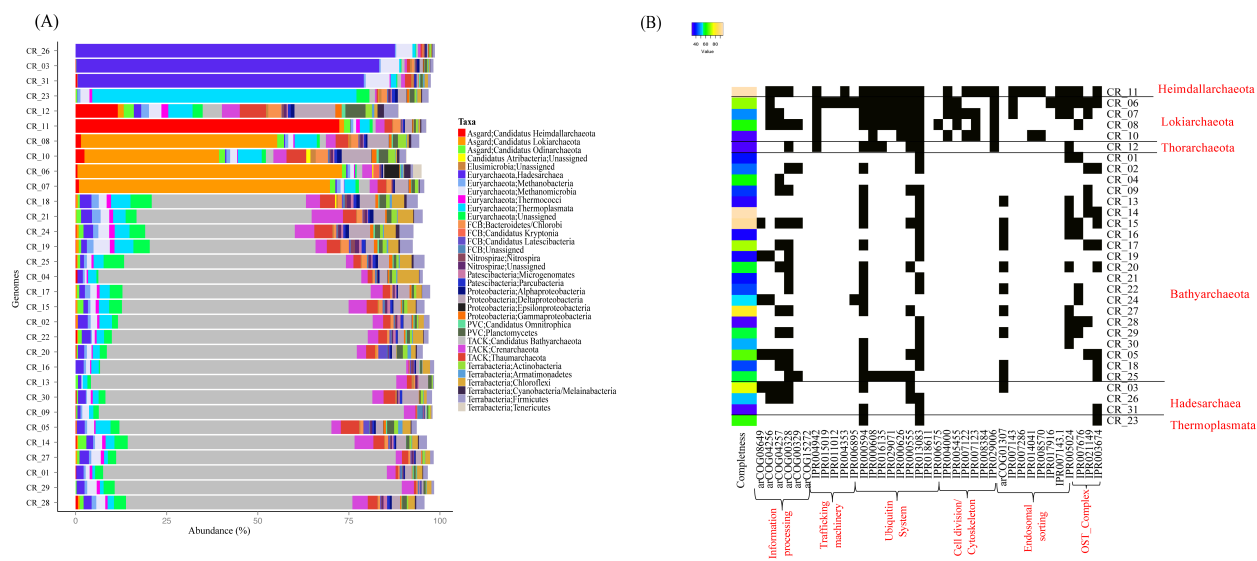 (A)
CR_26
CR_03
CR_31
CR_23
CR_12
CR_11
CR_08
CR_10
CR_06
CR_07
CR_18
CR_21
CR_24
CR_19
CR_25
CR_04
CR_17
CR_15
CR_02
CR_22
CR_20
CR_16
CR_13
CR_30
CR_09
CR_05
CR_14
CR_27
CR_01
CR_29
CR_28
Genomes
0 25 50 75 100
Abundance (%)
Taxa
Asgard;Candidatus Heimdallarchaeota
Asgard;Candidatus Lokiarchaeota
Asgard;Candidatus Odinarchaeota
Candidatus Atribacteria;Unassigned
Elusimicrobia;Unassigned
Euryarchaeota;Hadesarchaea
Euryarchaeota;Methanobacteria
Euryarchaeota;Methanomicrobia
Euryarchaeota;Thermococci
Euryarchaeota;Thermoplasmata
Euryarchaeota;Unassigned
FCB;Bacteroidetes/Chlorobi
FCB;Candidatus Kryptonia
FCB;Candidatus Latescibacteria
FCB;Unassigned
Nitrospirae;Nitrospira
Nitrospirae;Unassigned
Patescibacteria;Microgenomates
Patescibacteria;Parcubacteria
Proteobacteria;Alphaproteobacteria
Proteobacteria;Deltaproteobacteria
Proteobacteria;Epsilonproteobacteria
Proteobacteria;Gammaproteobacteria
PVC;Candidatus Omnitrophica
PVC;Planctomycetes
TACK;Candidatus Bathyarchaeota
TACK;Crenarchaeota
TACK;Thaumarchaeota
Terrabacteria;Actinobacteria
Terrabacteria;Armatimonadetes
Terrabacteria;Chloroflexi
Terrabacteria;Cyanobacteria/Melainabacteria
Terrabacteria;Firmicutes
Terrabacteria;Tenericutes
(B)
40 60 80
Value
CR_11
CR_06
CR_07
CR_08
CR_10
CR_12
CR_01
CR_02
CR_04
CR_09
CR_13
CR_14
CR_15
CR_16
CR_17
CR_19
CR_20
CR_21
CR_22
CR_24
CR_27
CR_28
CR_29
CR_30
CR_05
CR_18
CR_25
CR_03
CR_26
CR_31
CR_23
Heimdallarchaeota
Lokiarchaeota
Thorarchaeota
Bathyarchaeota
Hadesarchaea
Thermoplasmata
Completness
arCOG08649
arCOG04256
arCOG04257
arCOG00328
arCOG00329
arCOG15272
IPR004942
IPR015019
IPR011012
IPR004353
IPR006895
IPR000594
IPR000608
IPR016135
IPR029071
IPR000626
IPR000555
IPR013083
IPR018611
IPR006575
IPR004000
IPR005455
IPR007122
IPR007123
IPR008384
IPR029006
arCOG01307
IPR007143
IPR007286
IPR014041
IPR008570
IPR017916
IPR007143.1
IPR005024
IPR007676
IPR021149
IPR003674
Information
processing
Trafficking
machinery
Ubiquitin
System
Cell division/
Cytoskeleton
Endosomal
sorting
OST_Complex